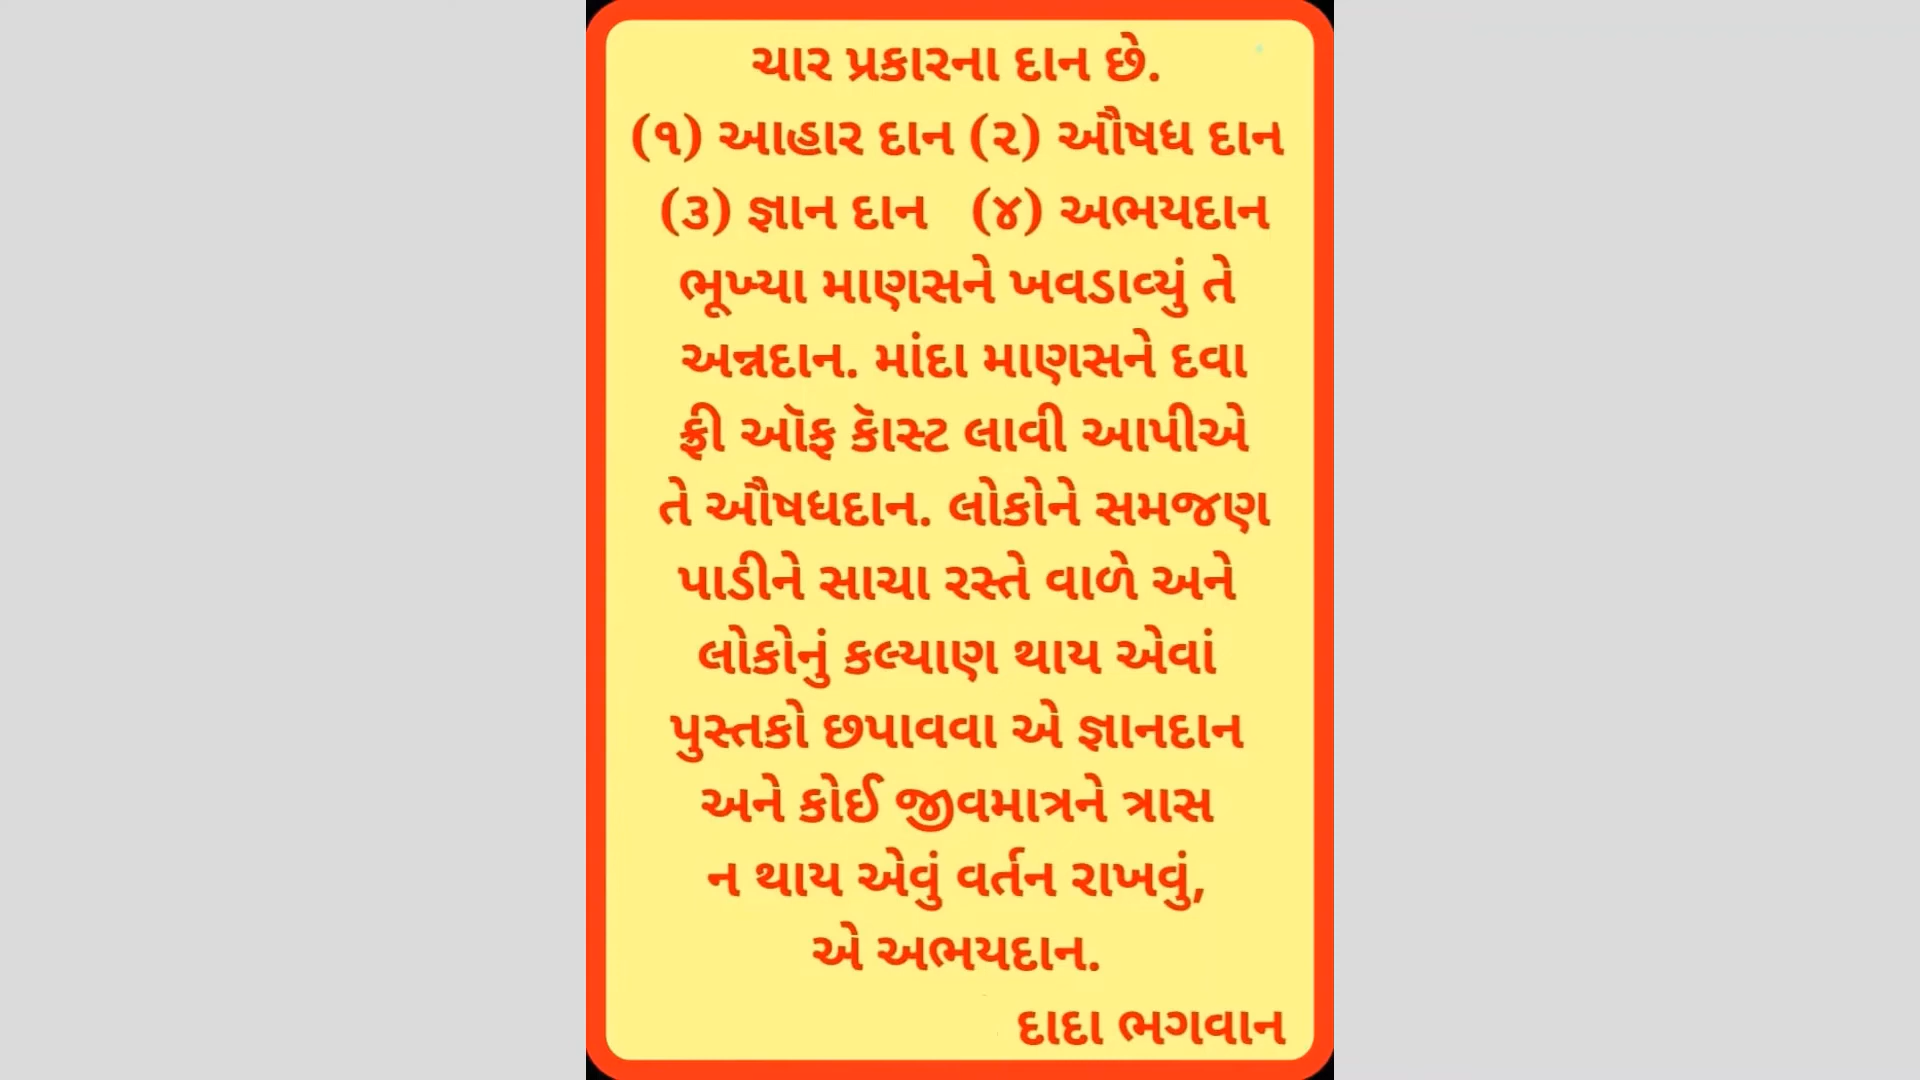 ચાર પ્રકારના દાન છે.
(૧) આહાર દાન (૨) ઔષધ દાન
(૩) જ્ઞાન દાન (૪) અભયદાન
ભૂખ્યા માણસને ખવડાવ્યું તે
અન્નદાન. માંદા માણસને દવા
ફ્રી ઑફ કૉસ્ટ લાવી આપીએ
તે ઔષધદાન. લોકોને સમજણ
પાડીને સાચા રસ્તે વાળે અને
લોકોનું કલ્યાણ થાય એવાં
પુસ્તકો છપાવવા એ જ્ઞાનદાન
અને કોઈ જીવમાત્રને ત્રાસ
ન થાય એવું વર્તન રાખવું,
એ અભયદાન.
દાદા ભગવાન